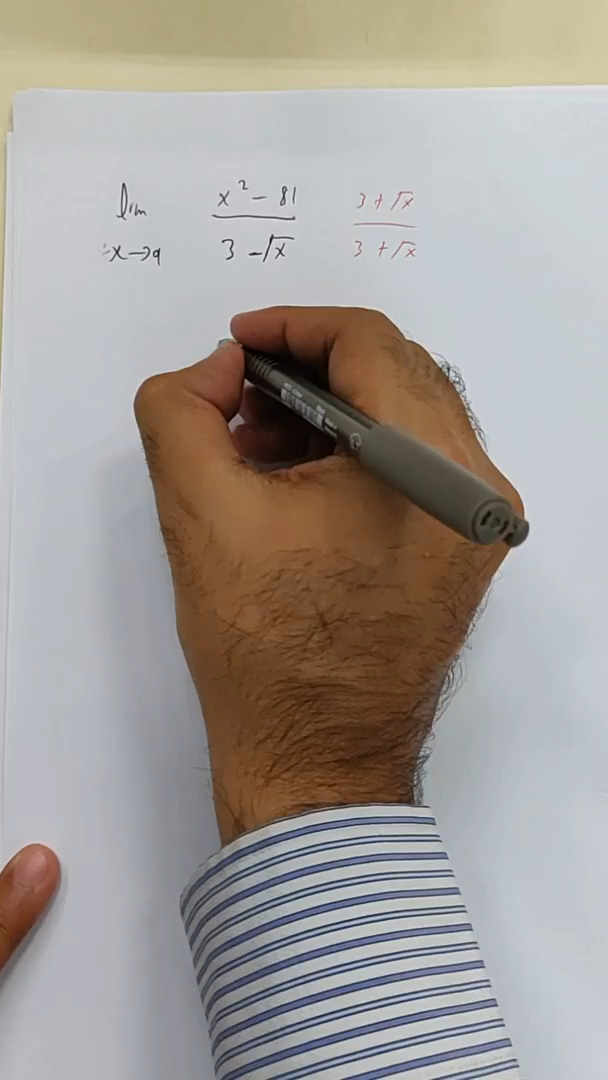 lim x² - 81 3 + √x
x→9 3 - √x 3 + √x